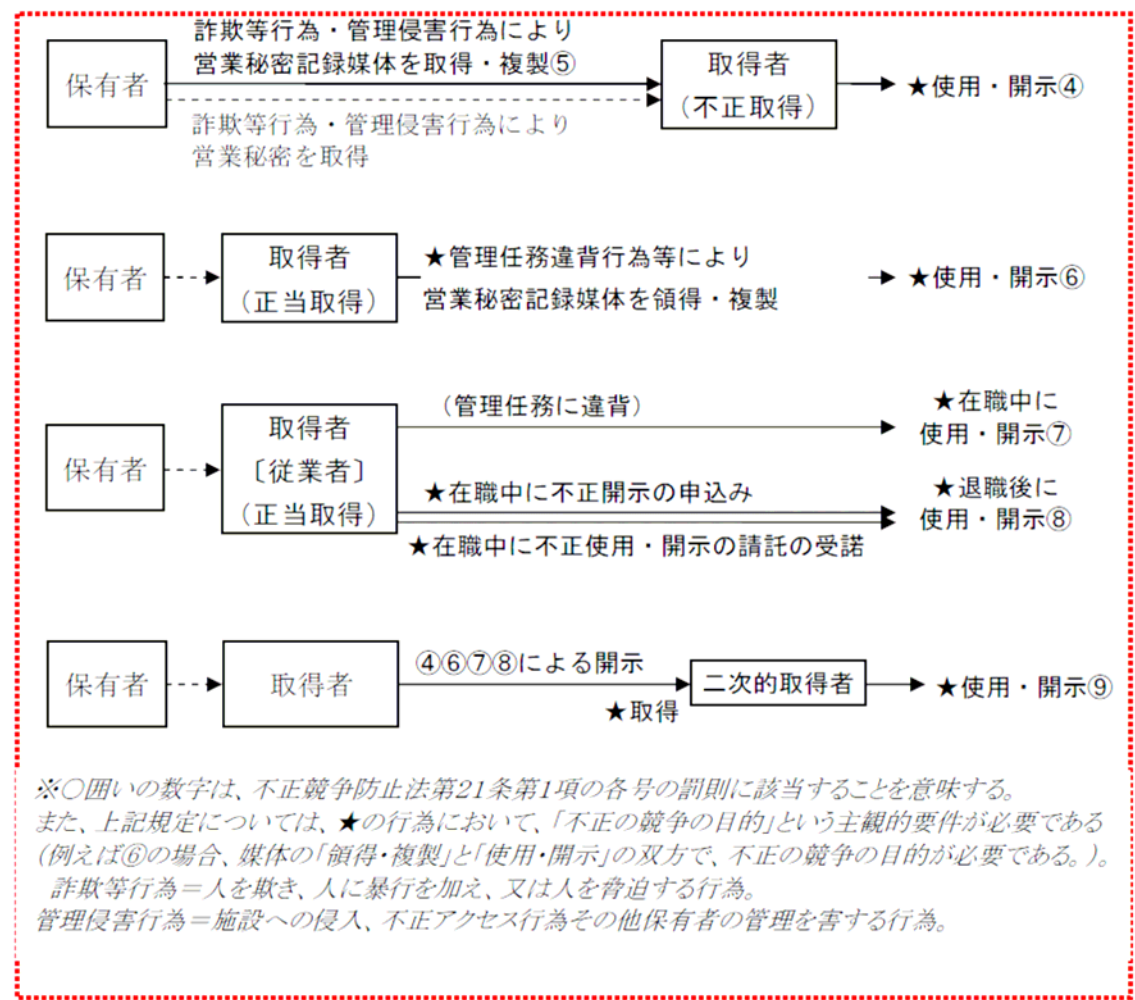 詐欺等行為・管理侵害行為により
営業秘密記録媒体を取得・複製⑤
保有者
取得者
(不正取得)
★使用・開示④
詐欺等行為・管理侵害行為により
営業秘密を取得
保有者
取得者
(正当取得)
★管理任務違背行為等により
営業秘密記録媒体を領得・複製
★使用・開示⑥
保有者
取得者
〔従業者〕
(正当取得)
(管理任務に違背)
★在職中に
使用・開示⑦
★在職中に不正開示の申込み
★退職後に
使用・開示⑧
★在職中に不正使用・開示の請託の受諾
保有者
取得者
④⑥⑦⑧による開示
★取得
二次的取得者
★使用・開示⑨
※○囲いの数字は、不正競争防止法第21条第1項の各号の罰則に該当することを意味する。
また、上記規定については、★の行為において、「不正の競争の目的」という主観的要件が必要である
(例えば⑥の場合、媒体の「領得・複製」と「使用・開示」の双方で、不正の競争の目的が必要である。)。
詐欺等行為＝人を欺き、人に暴行を加え、又は人を脅迫する行為。
管理侵害行為＝施設への侵入、不正アクセス行為その他保有者の管理を害する行為。